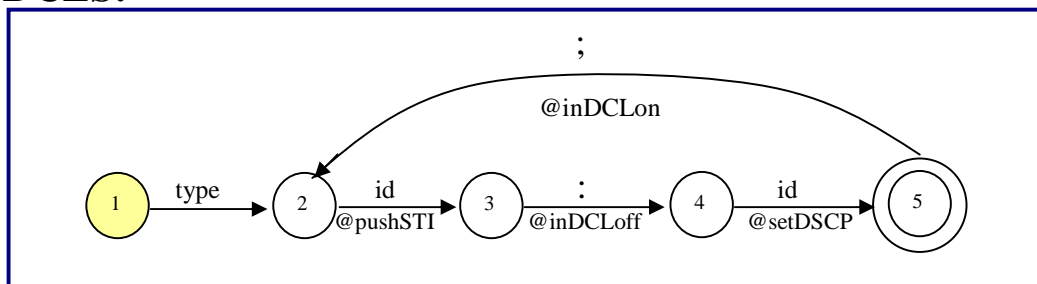 ;
@inDCLon
type id : id
1 2 3 4 5
@pushSTI @inDCLoff @setDSCP